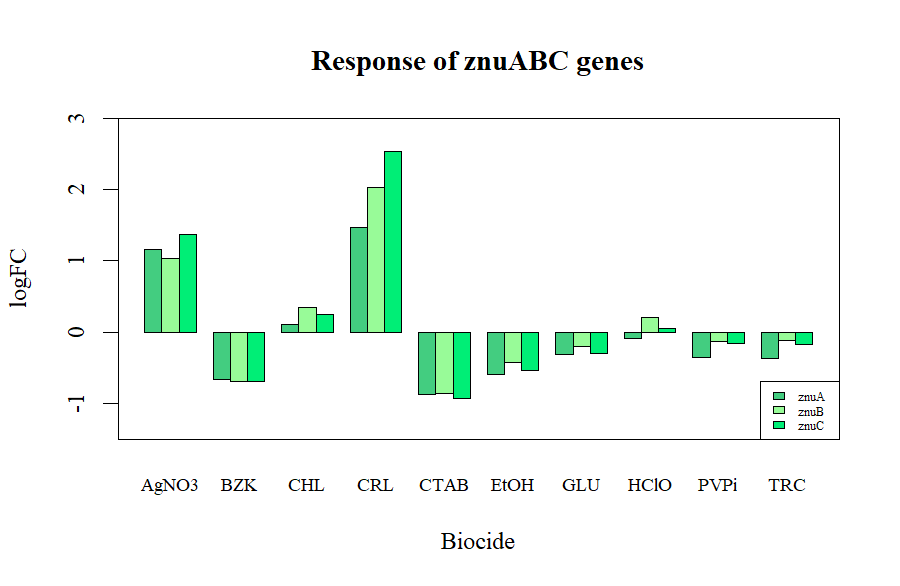 Response of znuABC genes
3
2
1
0
-1
logFC
znuA
znuB
znuC
AgNO3 BZK CHL CRL CTAB EtOH GLU HClO PVPi TRC
Biocide